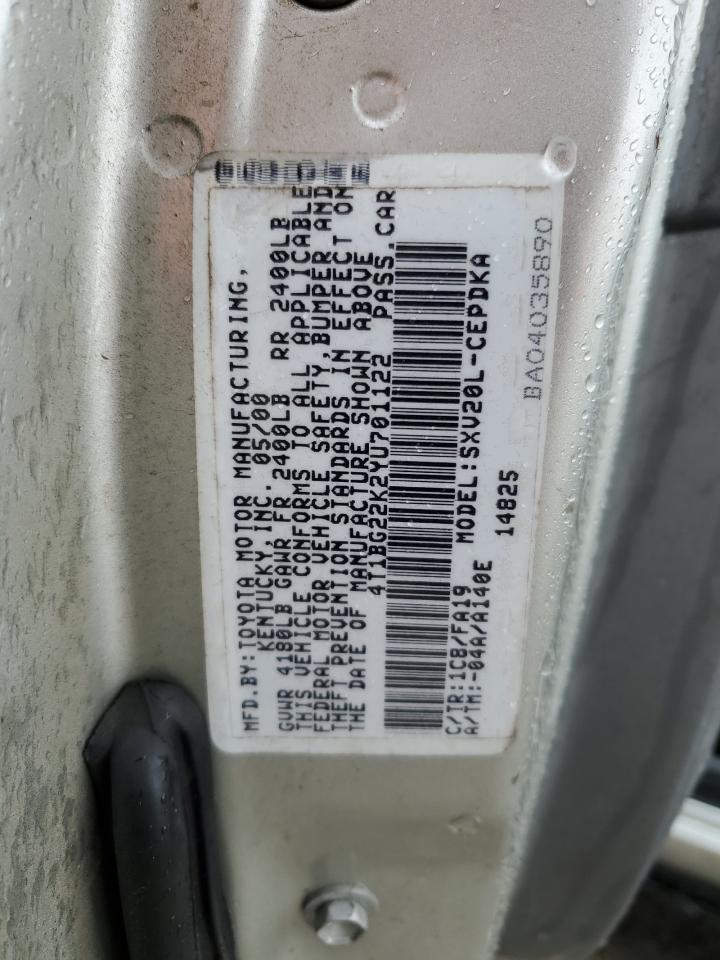 MFD.BY:TOYOTA MOTOR MANUFACTURING,
KENTUCKY,INC. 05/00
GVWR 4180LB GAWR FR 2400LB RR 2400LB
THIS VEHICLE CONFORMS TO ALL APPLICABLE
FEDERAL MOTOR VEHICLE SAFETY,BUMPER AND
THEFT PREVENTION STANDARDS IN EFFECT ON
THE DATE OF MANUFACTURE SHOWN ABOVE
4T1BG22K2YU701122 PASS.CAR
C/TR:1C8/FA19 MODEL:SXV20L-CEPDKA
A/TM:-04A/A140E 14825
BA04035890